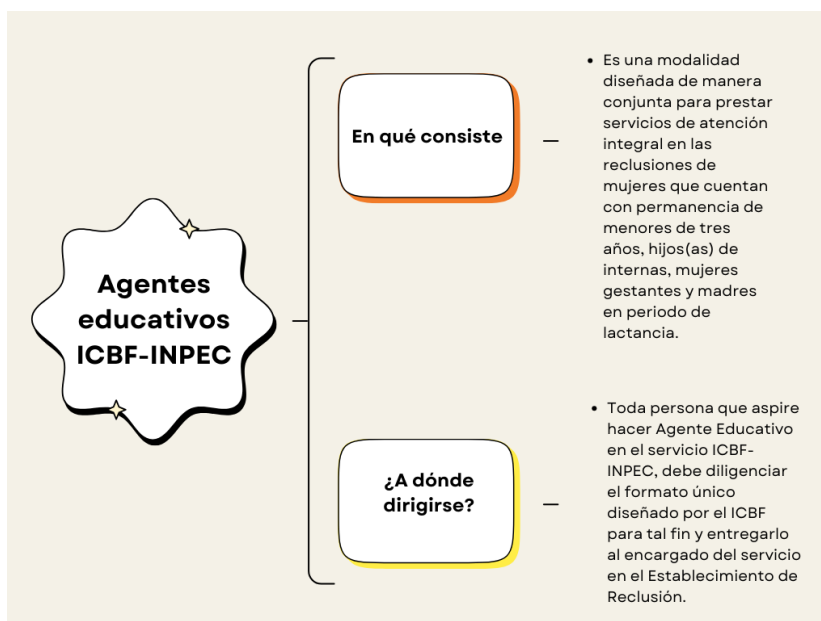 Agentes
educativos
ICBF-INPEC
En qué consiste
• Es una modalidad
diseñada de manera
conjunta para prestar
servicios de atención
integral en las
reclusiones de
mujeres que cuentan
con permanencia de
menores de tres
años, hijos(as) de
internas, mujeres
gestantes y madres
en periodo de
lactancia.
¿A dónde
dirigirse?
• Toda persona que aspire
hacer Agente Educativo
en el servicio ICBF-
INPEC, debe diligenciar
el formato único
diseñado por el ICBF
para tal fin y entregarlo
al encargado del servicio
en el Establecimiento de
Reclusión.